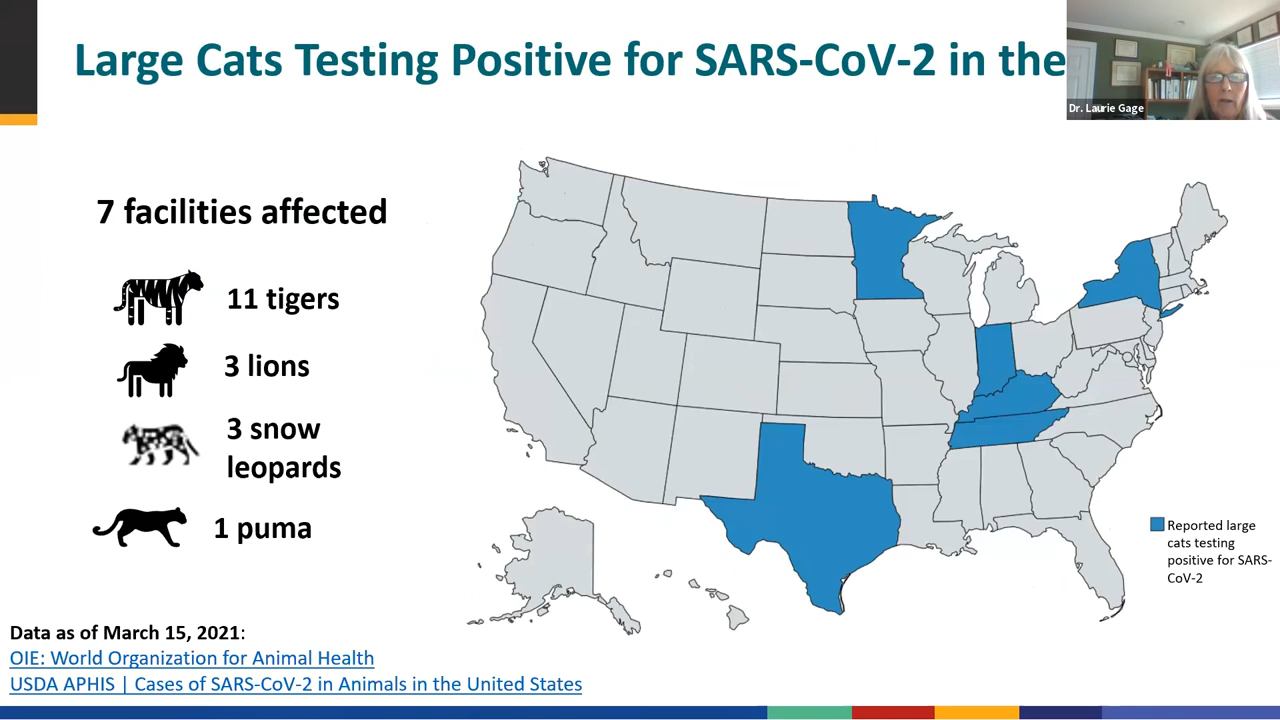 Large Cats Testing Positive for SARS-CoV-2 in the
Dr. Laurie Gage
7 facilities affected
11 tigers
3 lions
3 snow
leopards
1 puma
Reported large
cats testing
positive for SARS-
CoV-2
Data as of March 15, 2021:
OIE: World Organization for Animal Health
USDA APHIS | Cases of SARS-CoV-2 in Animals in the United States